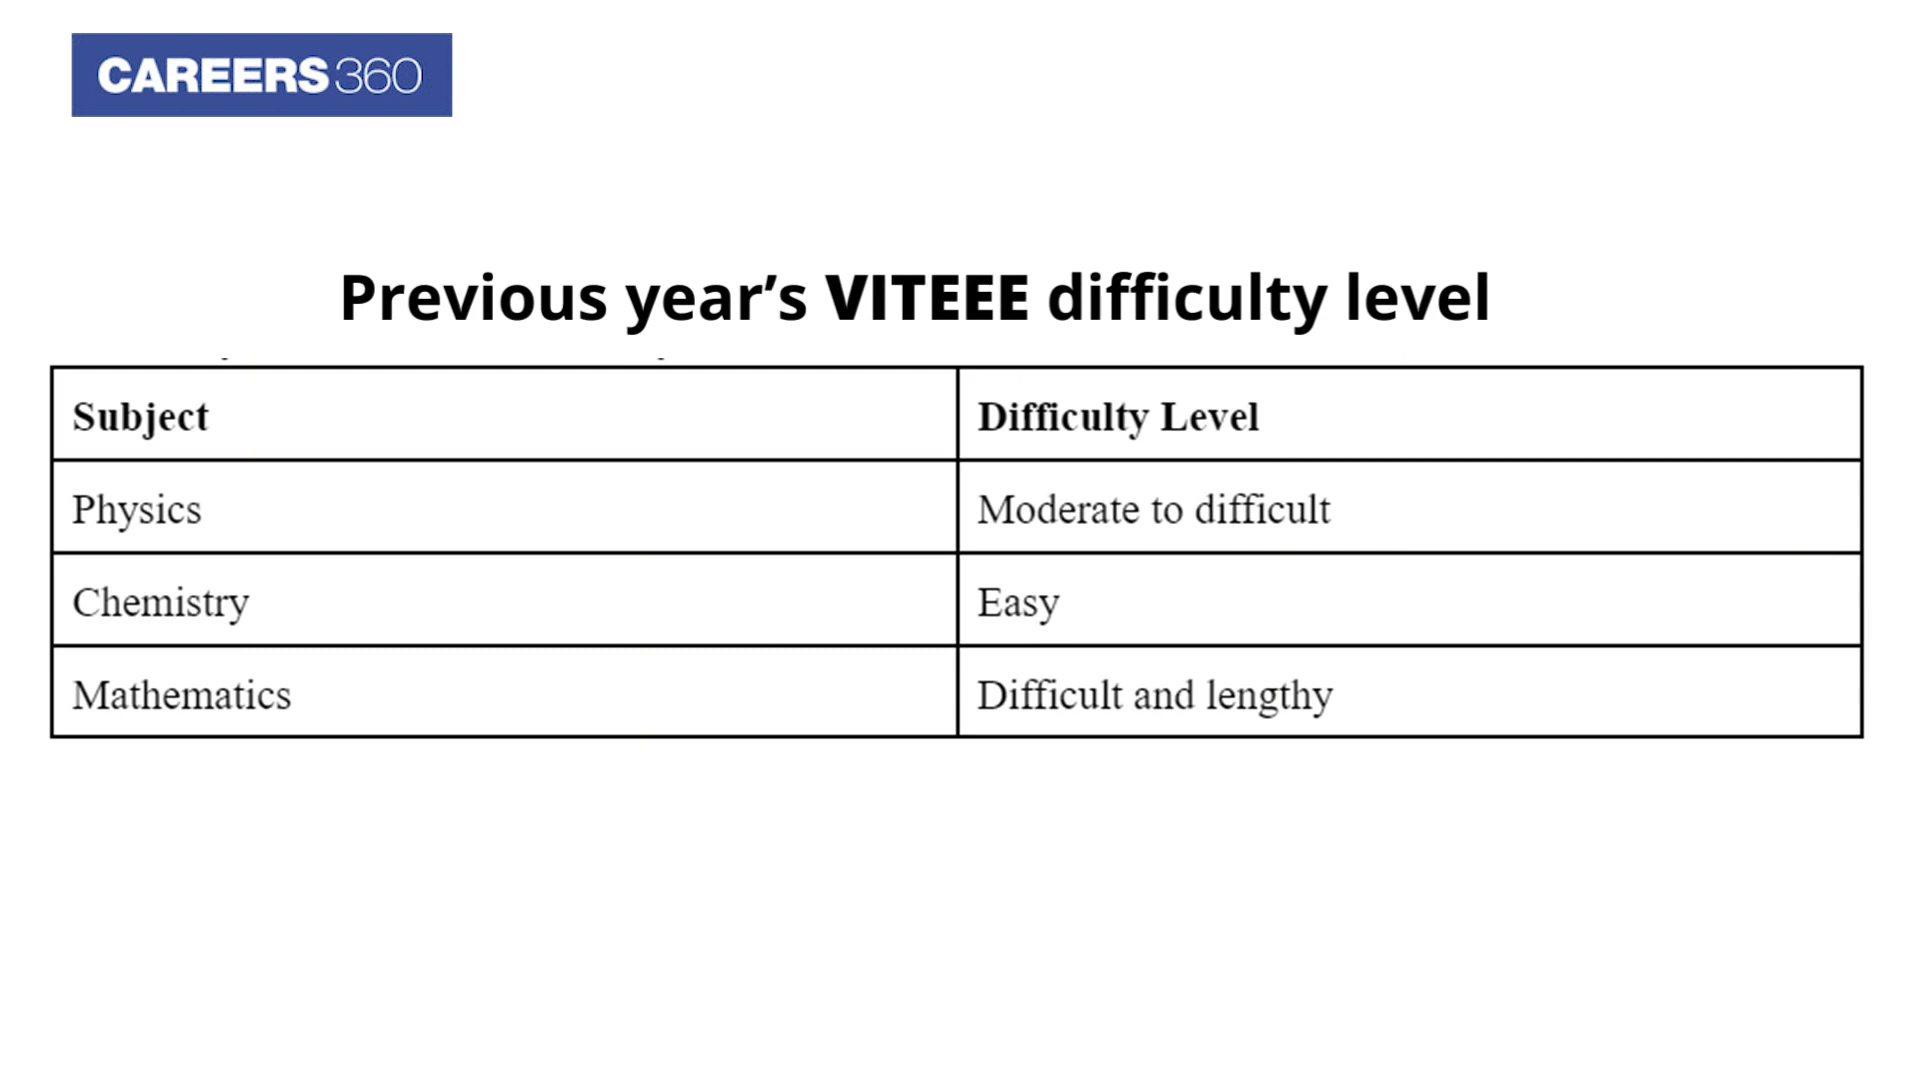 CAREERS360
Previous year’s VITEEE difficulty level
Subject Difficulty Level
Physics Moderate to difficult
Chemistry Easy
Mathematics Difficult and lengthy